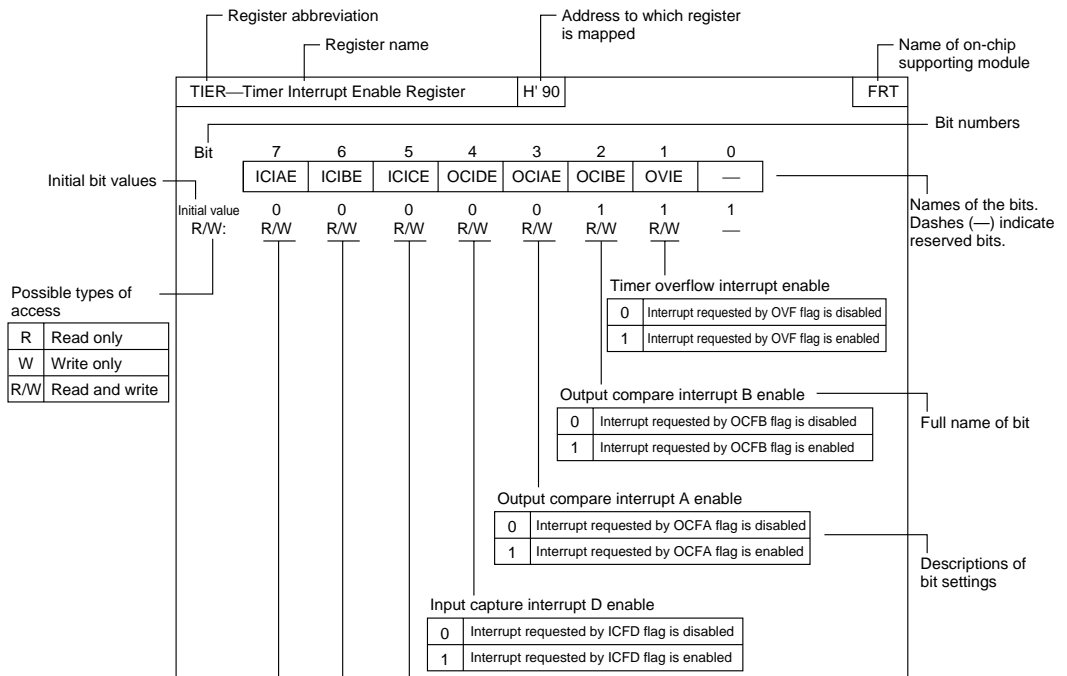 Register abbreviation
Register name
Address to which register
is mapped
Name of on-chip
supporting module
TIER—Timer Interrupt Enable Register H' 90 FRT
Bit numbers
Bit 7 6 5 4 3 2 1 0
Initial bit values
ICIAE ICIBE ICICE OCIDE OCIAE OCIBE OVIE —
Names of the bits.
Dashes (—) indicate
reserved bits.
Initial value 0 0 0 0 0 1 1 1
R/W: R/W R/W R/W R/W R/W R/W R/W —
Possible types of
access
R Read only
W Write only
R/W Read and write
Timer overflow interrupt enable
0 Interrupt requested by OVF flag is disabled
1 Interrupt requested by OVF flag is enabled
Output compare interrupt B enable
0 Interrupt requested by OCFB flag is disabled
1 Interrupt requested by OCFB flag is enabled
Full name of bit
Output compare interrupt A enable
0 Interrupt requested by OCFA flag is disabled
1 Interrupt requested by OCFA flag is enabled
Descriptions of
bit settings
Input capture interrupt D enable
0 Interrupt requested by ICFD flag is disabled
1 Interrupt requested by ICFD flag is enabled